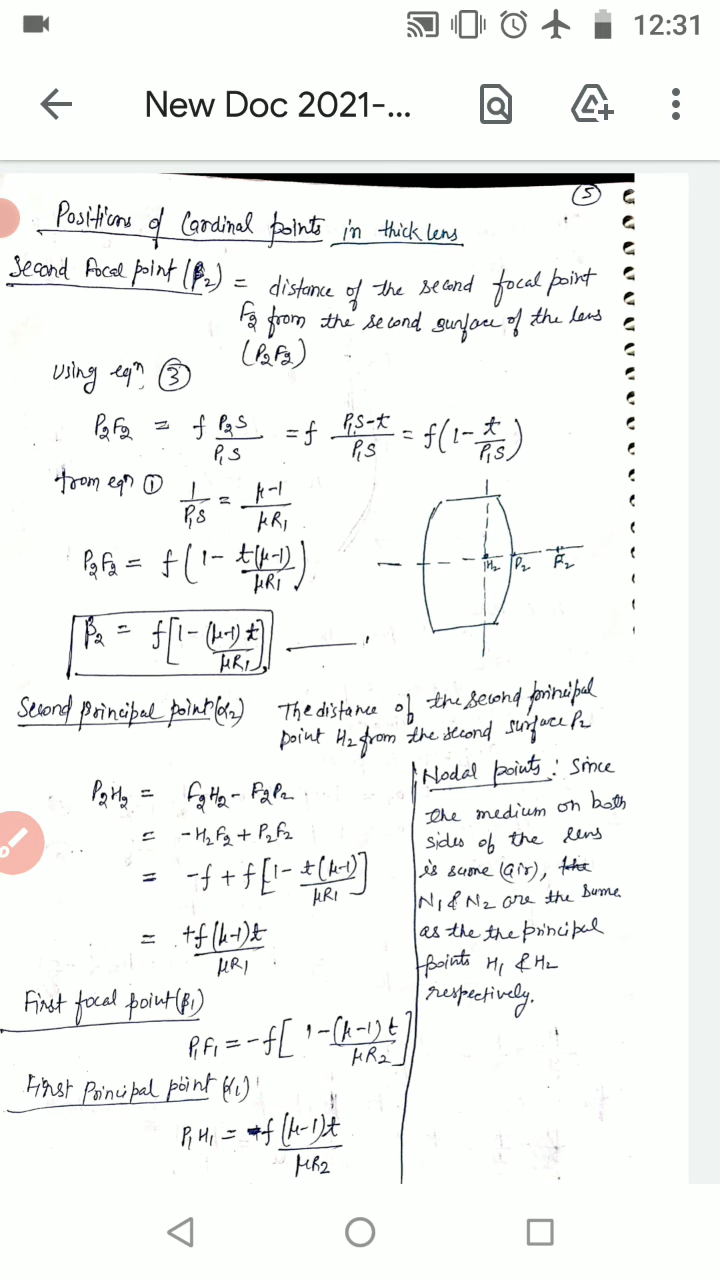 12:31
New Doc 2021-...
(5)
Positions of Cardinal points in thick lens
Second Focal point (β₂) = distance of the second focal point
F₂ from the second surface of the lens
(P₂F₂)
using eqⁿ. ③
P₂F₂ = f P₂S/P₁S = f (P₁S-t)/P₁S = f(1- t/P₁S)
from eqⁿ ① 1/P₁S = (μ-1)/μR₁
P₂F₂ = f(1- t(μ-1)/μR₁)
H₂ P₂ F₂
β₂ = f[1- (μ-1)t/μR₁]
Second principal point (α₂) The distance of the second principal
point H₂ from the second surface P₂
P₂H₂ = F₂H₂ - F₂P₂
= -H₂F₂ + P₂F₂
= -f + f[1- t(μ-1)/μR₁]
= +f(μ-1)t/μR₁
Nodal points: Since
the medium on both
sides of the lens
is same (air),
N₁ & N₂ are the same
as the the principal
points H₁ & H₂
respectively.
First focal point (β₁)
P₁F₁ = -f[1-(μ-1)t/μR₂]
First Principal point (α₁)
P₁H₁ = f(μ-1)t/μR₂